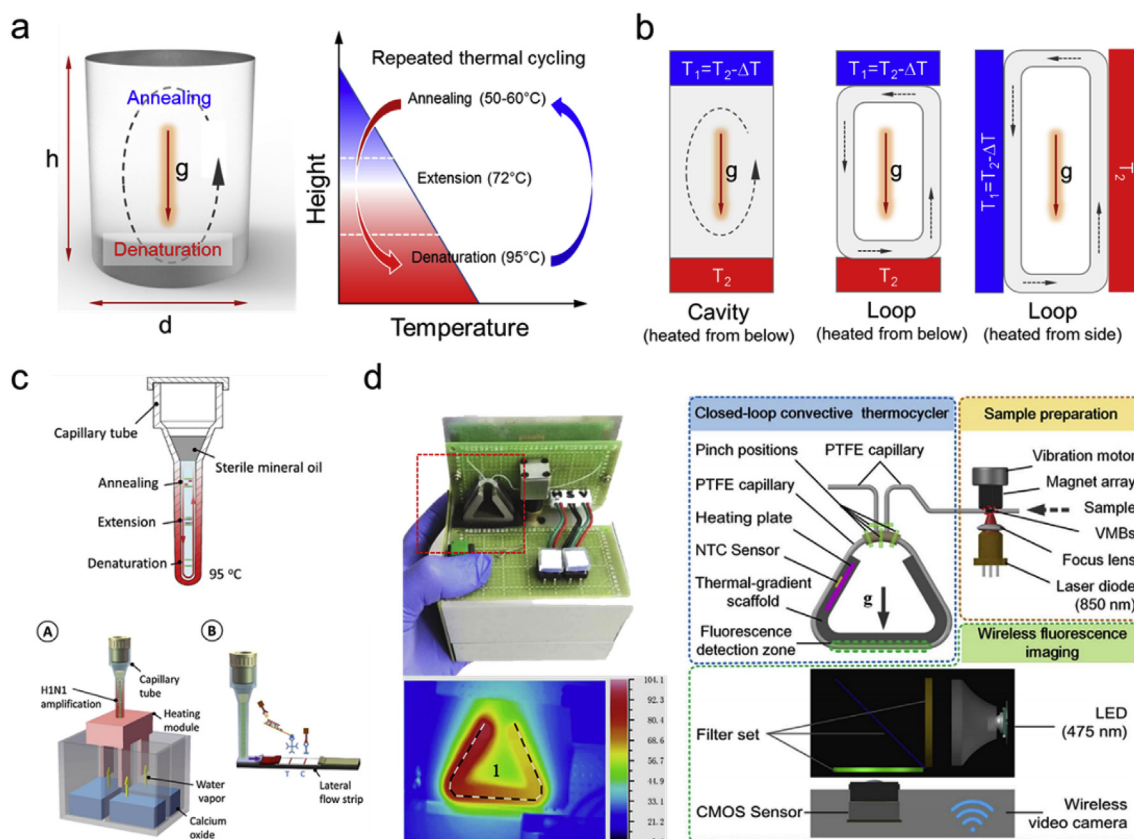 a
Annealing
h
g
Denaturation
d
Height
Repeated thermal cycling
Annealing (50-60°C)
Extension (72°C)
Denaturation (95°C)
Temperature
b
T₁=T₂-ΔT
g
T₂
Cavity
(heated from below)
T₁=T₂-ΔT
g
T₂
Loop
(heated from below)
T₁=T₂-ΔT
g
T₂
Loop
(heated from side)
c
Capillary tube
Sterile mineral oil
Annealing
Extension
Denaturation
95 ºC
A
Capillary
tube
H1N1
amplification
Heating
module
Water
vapor
Calcium
oxide
B
T C
Lateral
flow strip
d
1
104.1
92.3
80.4
68.6
56.7
44.9
33.1
21.2
Closed-loop convective thermocycler
Pinch positions
PTFE capillary
PTFE capillary
Heating plate
NTC Sensor
Thermal-gradient
scaffold
g
Fluorescence
detection zone
Sample preparation
Vibration motor
Magnet array
Sample
VMBs
Focus lens
Laser diode
(850 nm)
Wireless fluorescence
imaging
Filter set
LED
(475 nm)
CMOS Sensor
Wireless
video camera